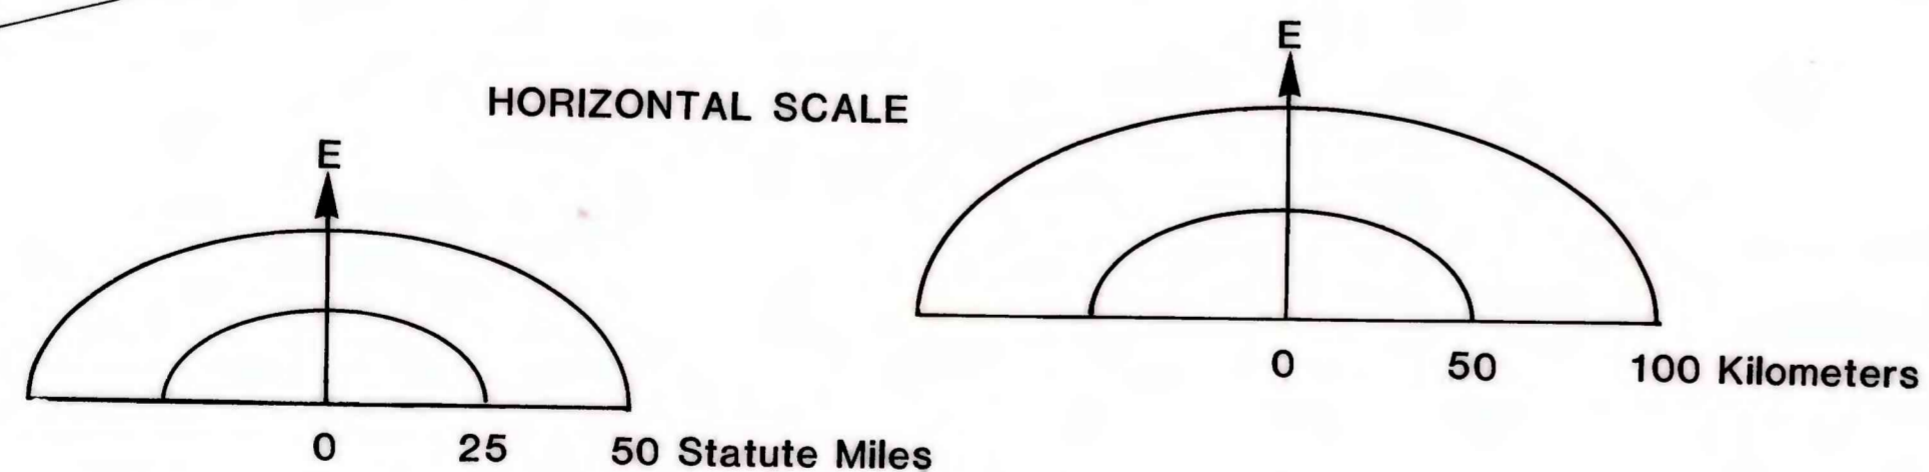 HORIZONTAL SCALE
E
0 25 50 Statute Miles
E
0 50 100 Kilometers